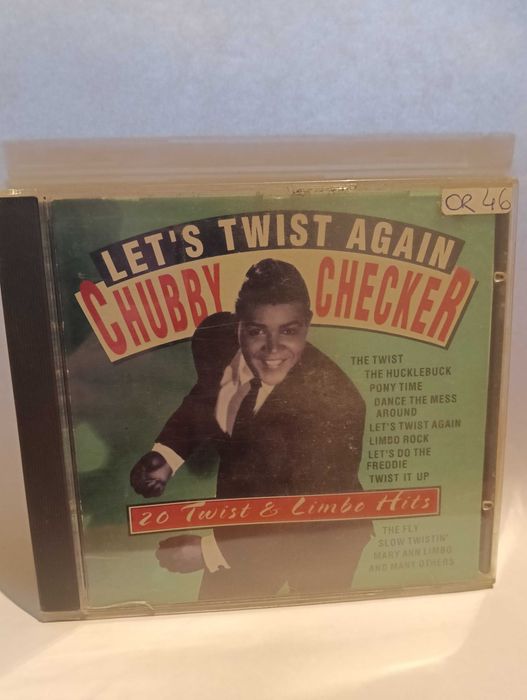 OR 46
LET'S TWIST AGAIN
CHUBBY CHECKER
THE TWIST
THE HUCKLEBUCK
PONY TIME
DANCE THE MESS
AROUND
LET'S TWIST AGAIN
LIMBO ROCK
LET'S DO THE
FREDDIE
TWIST IT UP
20 Twist & Limbo Hits
THE FLY
SLOW TWISTIN'
MARY ANN LIMBO
AND MANY OTHERS